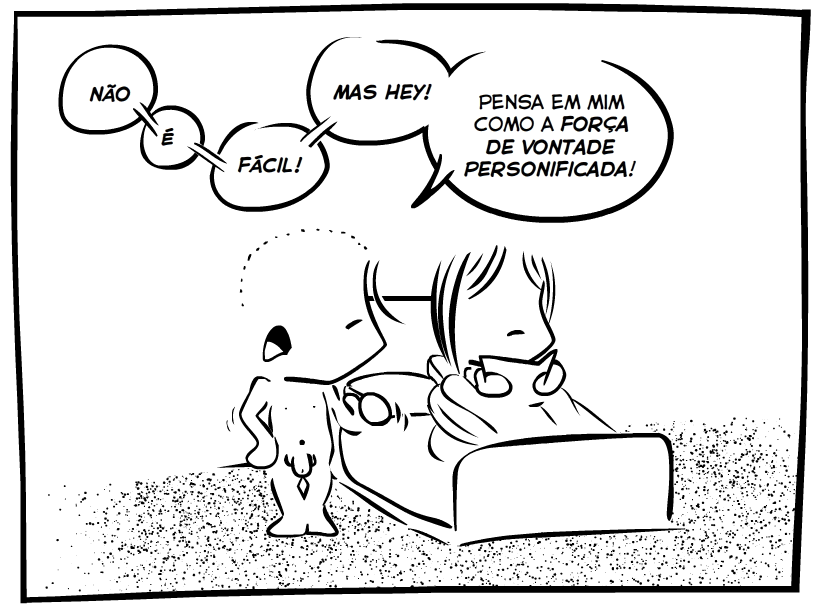 NÃO
É
FÁCIL!
MAS HEY!
PENSA EM MIM
COMO A FORÇA
DE VONTADE
PERSONIFICADA!